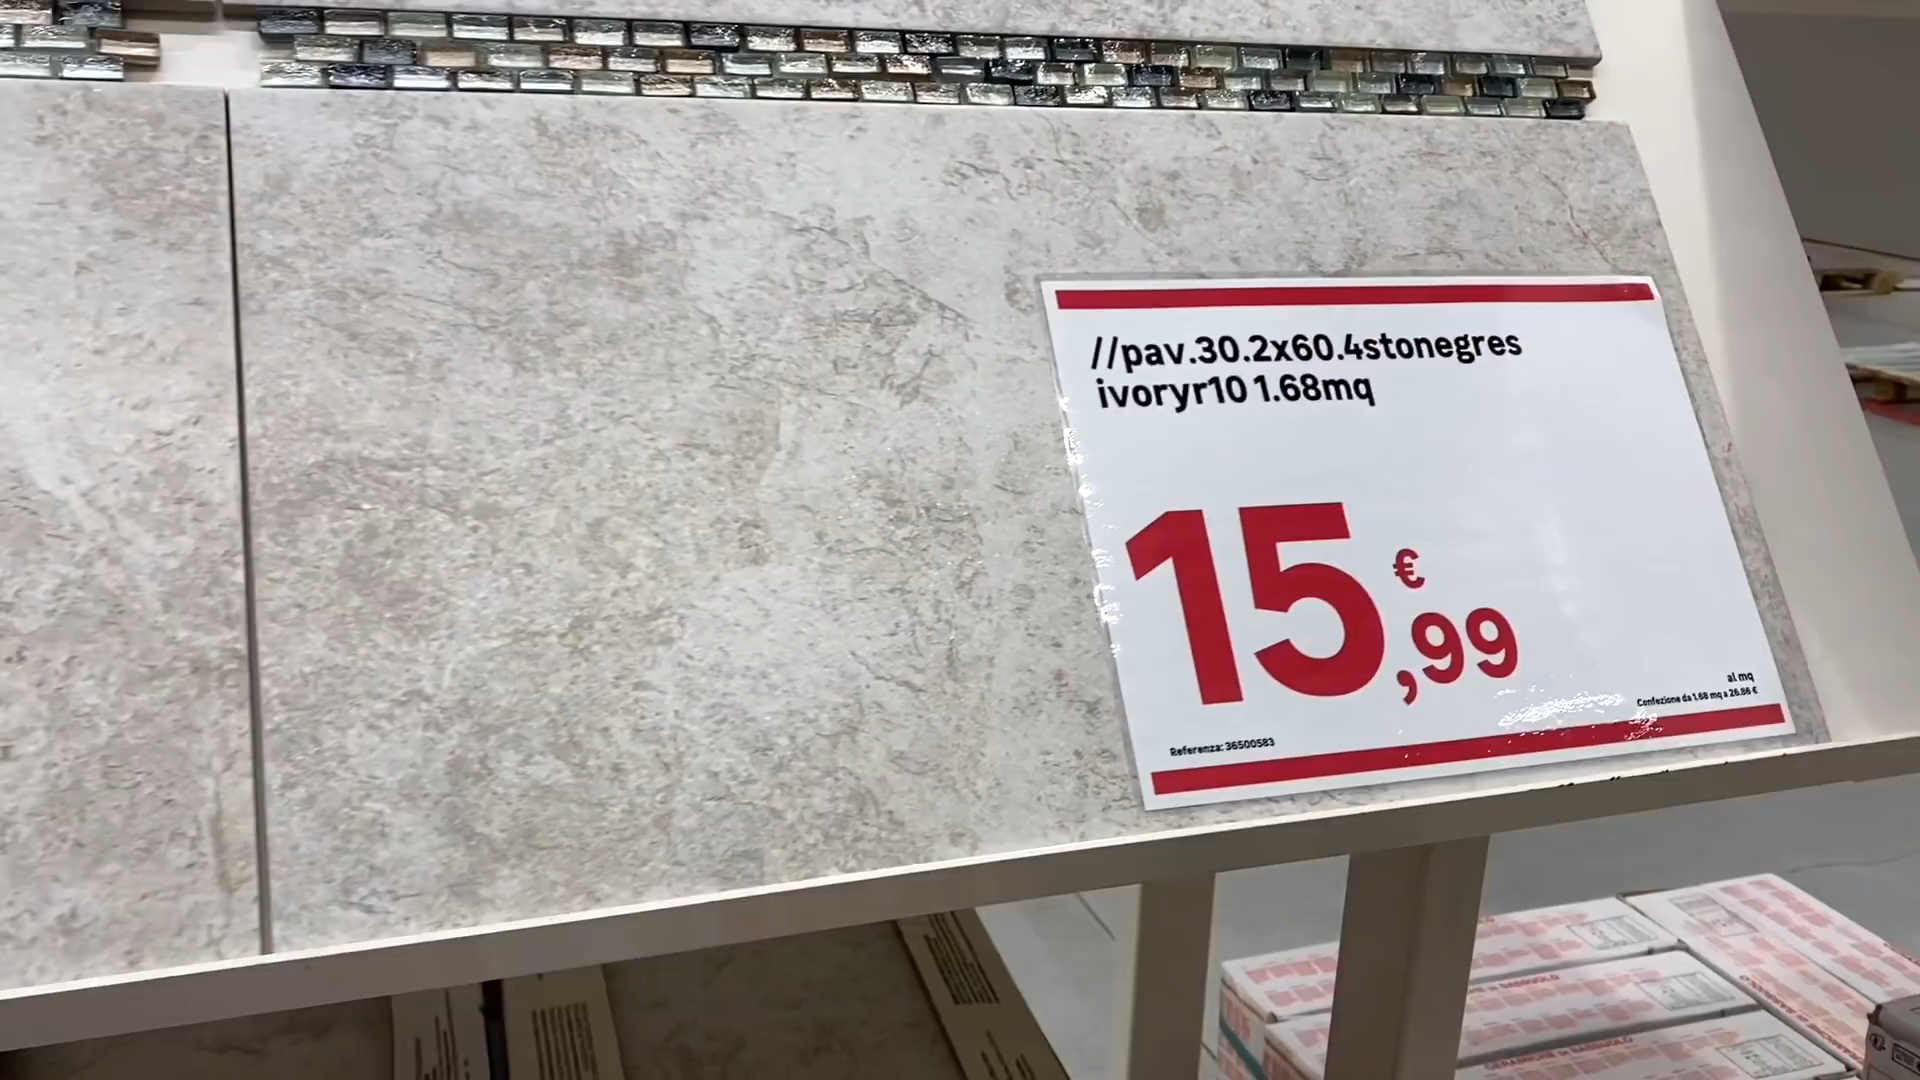 //pav.30.2x60.4stonegres
ivoryr10 1.68mq
15
€
,99
al mq
Confezione da 1.68 mq a 26.86 €
Referenza: 36500583